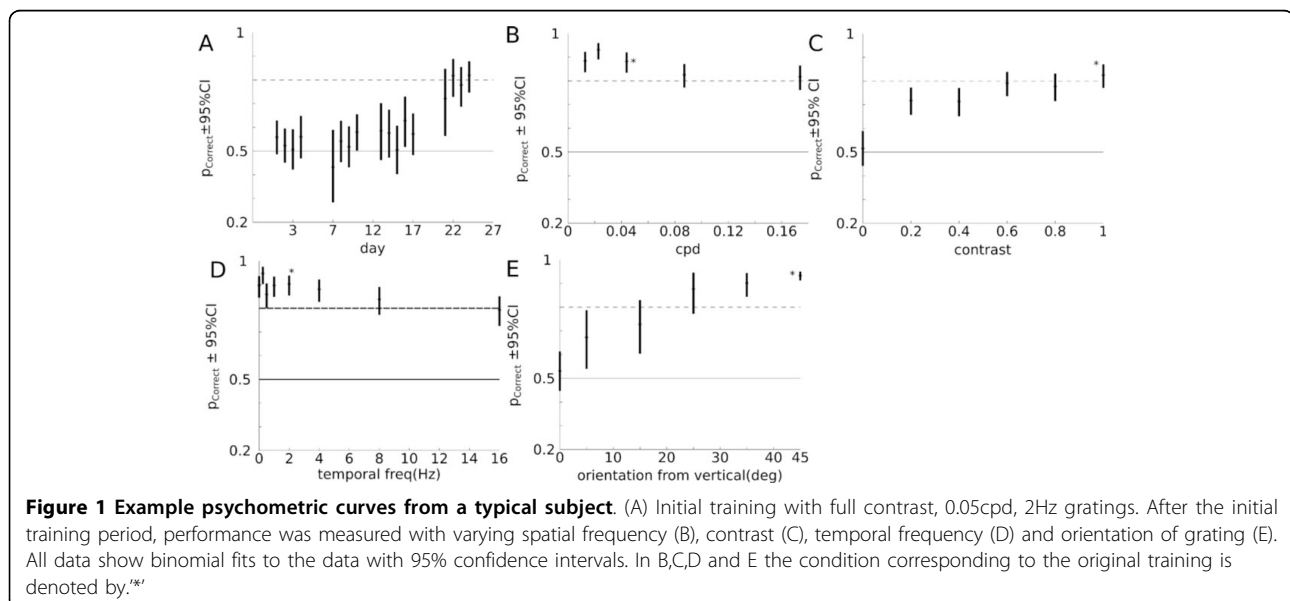 A
1
0.5
0.2
p_Correct ±95%CI
3 7 12 17 22 27
day
B
1
0.5
0.2
p_Correct ± 95%CI
*
0 0.04 0.08 0.12 0.16
cpd
C
1
0.5
0.2
p_Correct ±95% CI
*
0 0.2 0.4 0.6 0.8 1
contrast
D
1
0.5
0.2
p_Correct ± 95%CI
*
0 2 4 6 8 10 12 14 16
temporal freq(Hz)
E
1
0.5
0.2
p_Correct ±95%CI
*
0 10 20 30 40 45
orientation from vertical(deg)
Figure 1 Example psychometric curves from a typical subject. (A) Initial training with full contrast, 0.05cpd, 2Hz gratings. After the initial
training period, performance was measured with varying spatial frequency (B), contrast (C), temporal frequency (D) and orientation of grating (E).
All data show binomial fits to the data with 95% confidence intervals. In B,C,D and E the condition corresponding to the original training is
denoted by.'*'